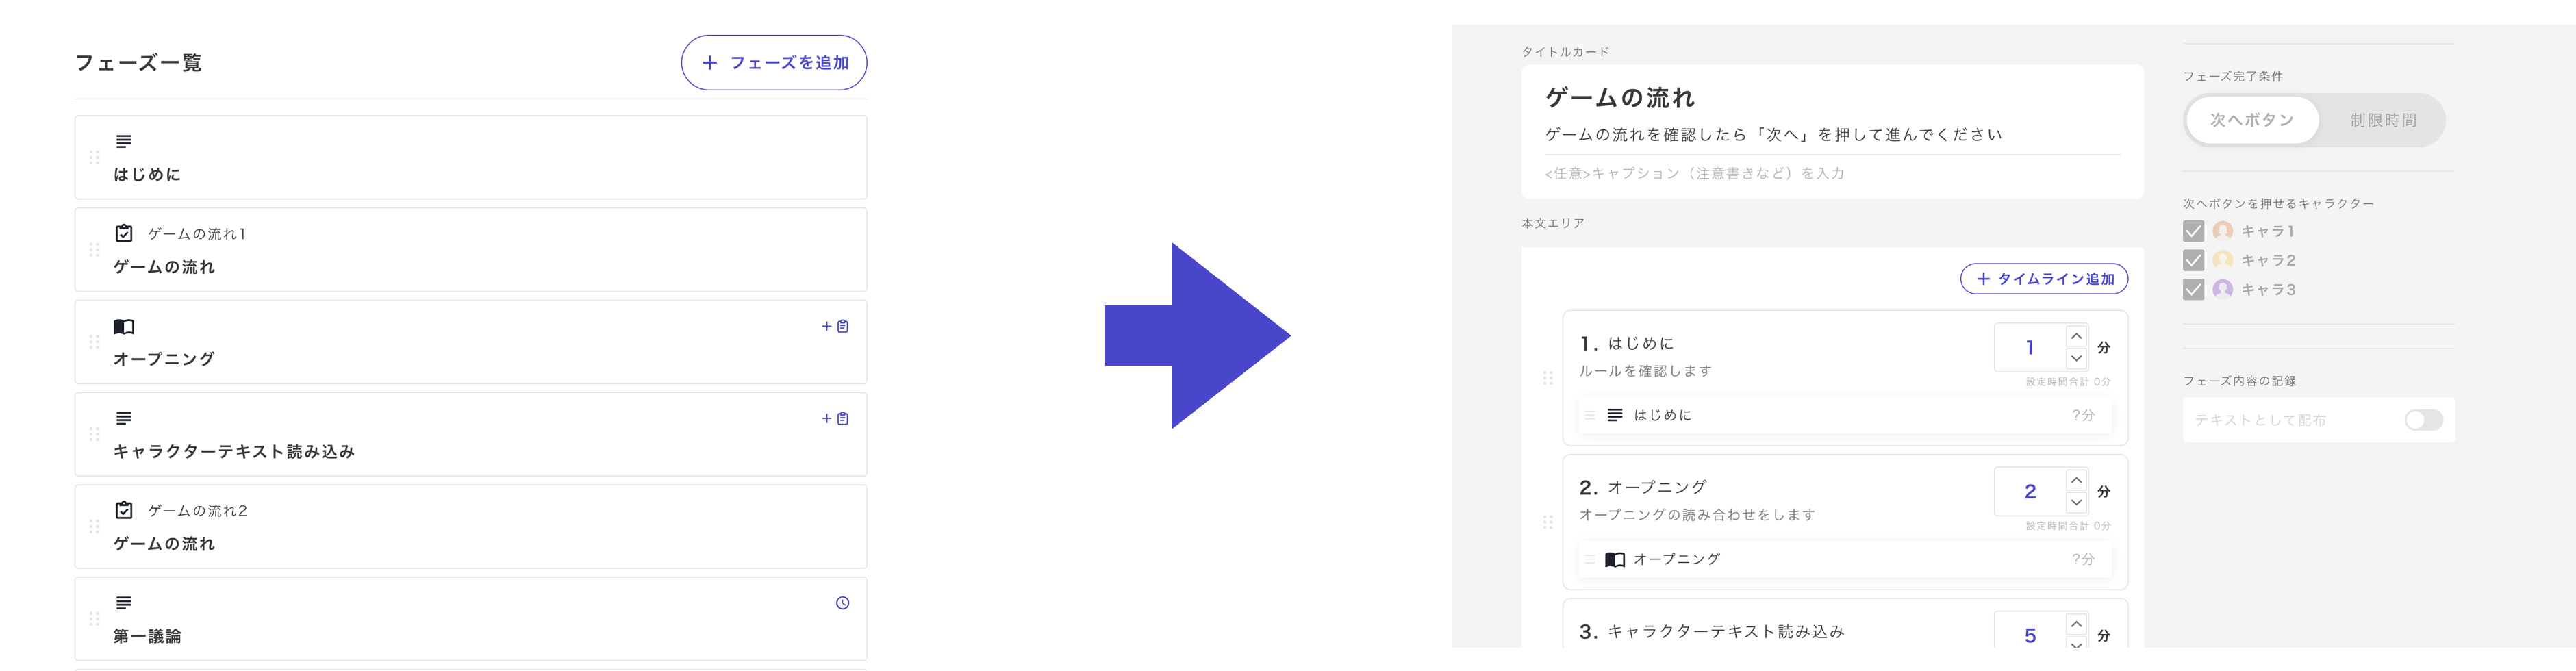 フェーズ一覧
＋ フェーズを追加
はじめに
ゲームの流れ1
ゲームの流れ
オープニング
キャラクターテキスト読み込み
ゲームの流れ2
ゲームの流れ
第一議論
タイトルカード
ゲームの流れ
ゲームの流れを確認したら「次へ」を押して進んでください
<任意>キャプション（注意書きなど）を入力
本文エリア
＋ タイムライン追加
1. はじめに
1 分
ルールを確認します
設定時間合計 0分
はじめに ?分
2. オープニング
2 分
オープニングの読み合わせをします
設定時間合計 0分
オープニング ?分
3. キャラクターテキスト読み込み
5 分
フェーズ完了条件
次へボタン 制限時間
次へボタンを押せるキャラクター
キャラ1
キャラ2
キャラ3
フェーズ内容の記録
テキストとして配布